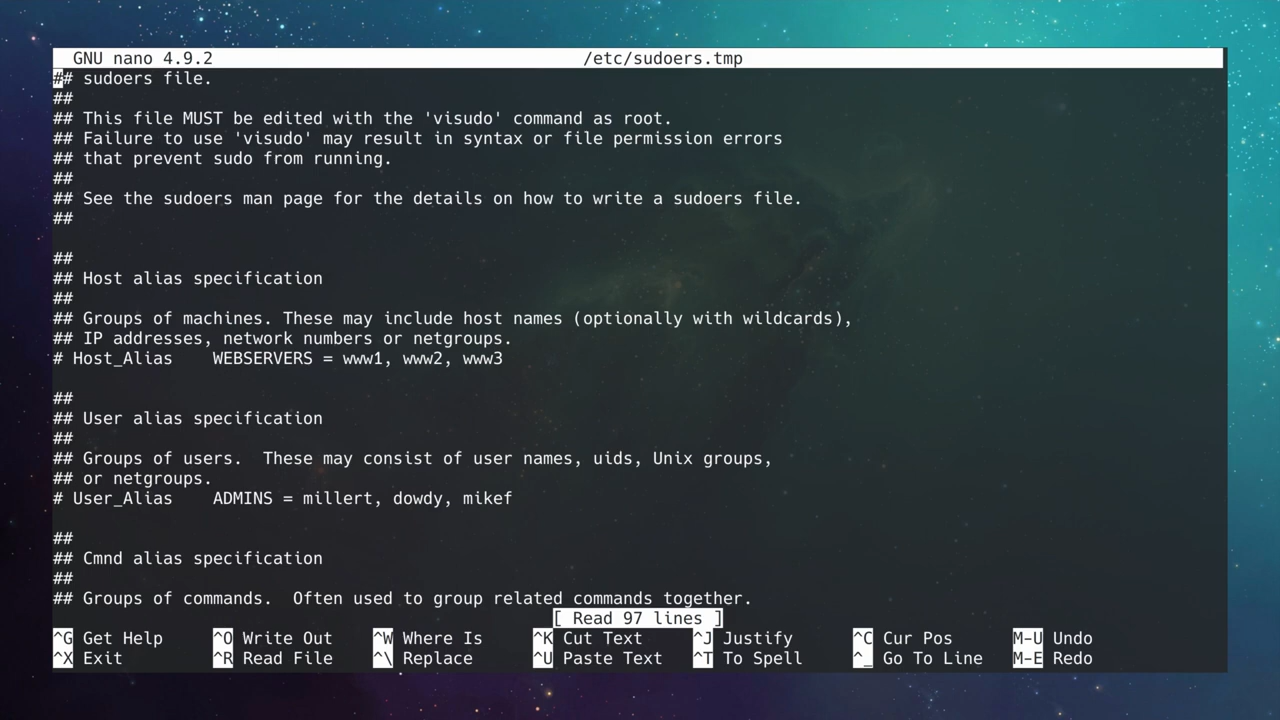 GNU nano 4.9.2 /etc/sudoers.tmp
## sudoers file.
##
## This file MUST be edited with the 'visudo' command as root.
## Failure to use 'visudo' may result in syntax or file permission errors
## that prevent sudo from running.
##
## See the sudoers man page for the details on how to write a sudoers file.
##
##
## Host alias specification
##
## Groups of machines. These may include host names (optionally with wildcards),
## IP addresses, network numbers or netgroups.
# Host_Alias    WEBSERVERS = www1, www2, www3
##
## User alias specification
##
## Groups of users.  These may consist of user names, uids, Unix groups,
## or netgroups.
# User_Alias    ADMINS = millert, dowdy, mikef
##
## Cmnd alias specification
##
## Groups of commands.  Often used to group related commands together.
[ Read 97 lines ]
^G Get Help ^O Write Out ^W Where Is ^K Cut Text ^J Justify ^C Cur Pos M-U Undo
^X Exit ^R Read File ^\ Replace ^U Paste Text ^T To Spell ^_ Go To Line M-E Redo